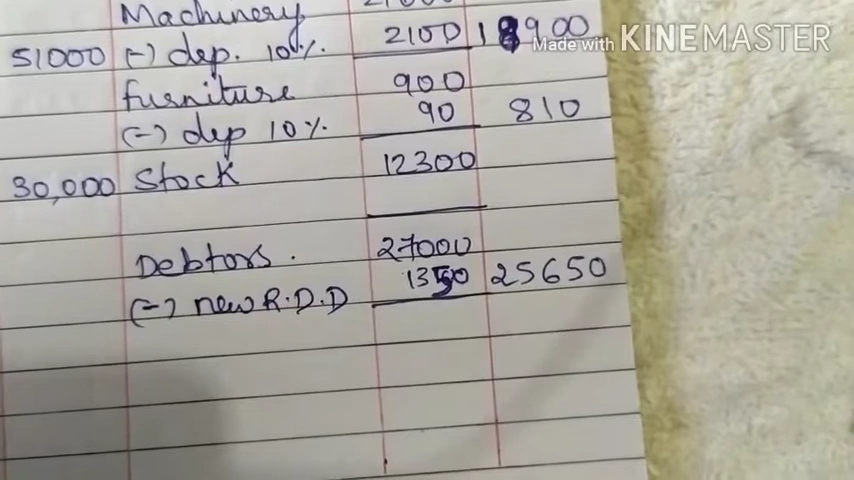 Machinery
51000 (-) dep. 10%. 2100 18900
Made with KINEMASTER
furniture 900
(-) dep 10%. 90 810
30,000 Stock 12300
Debtors. 27000
(-) new R.D.D 1350 25650